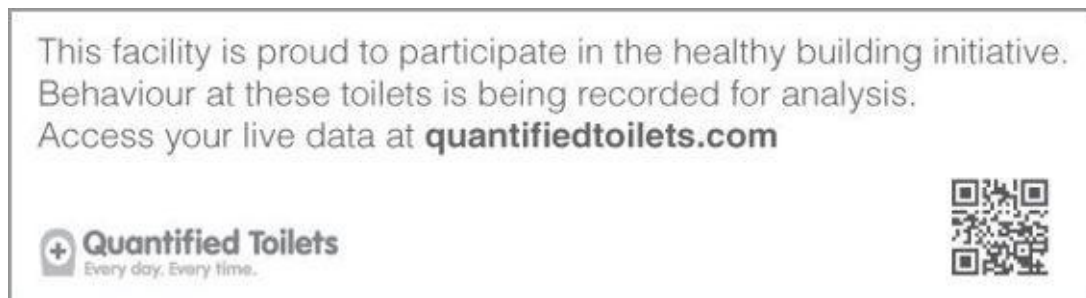 This facility is proud to participate in the healthy building initiative.
Behaviour at these toilets is being recorded for analysis.
Access your live data at quantifiedtoilets.com
Quantified Toilets
Every day. Every time.